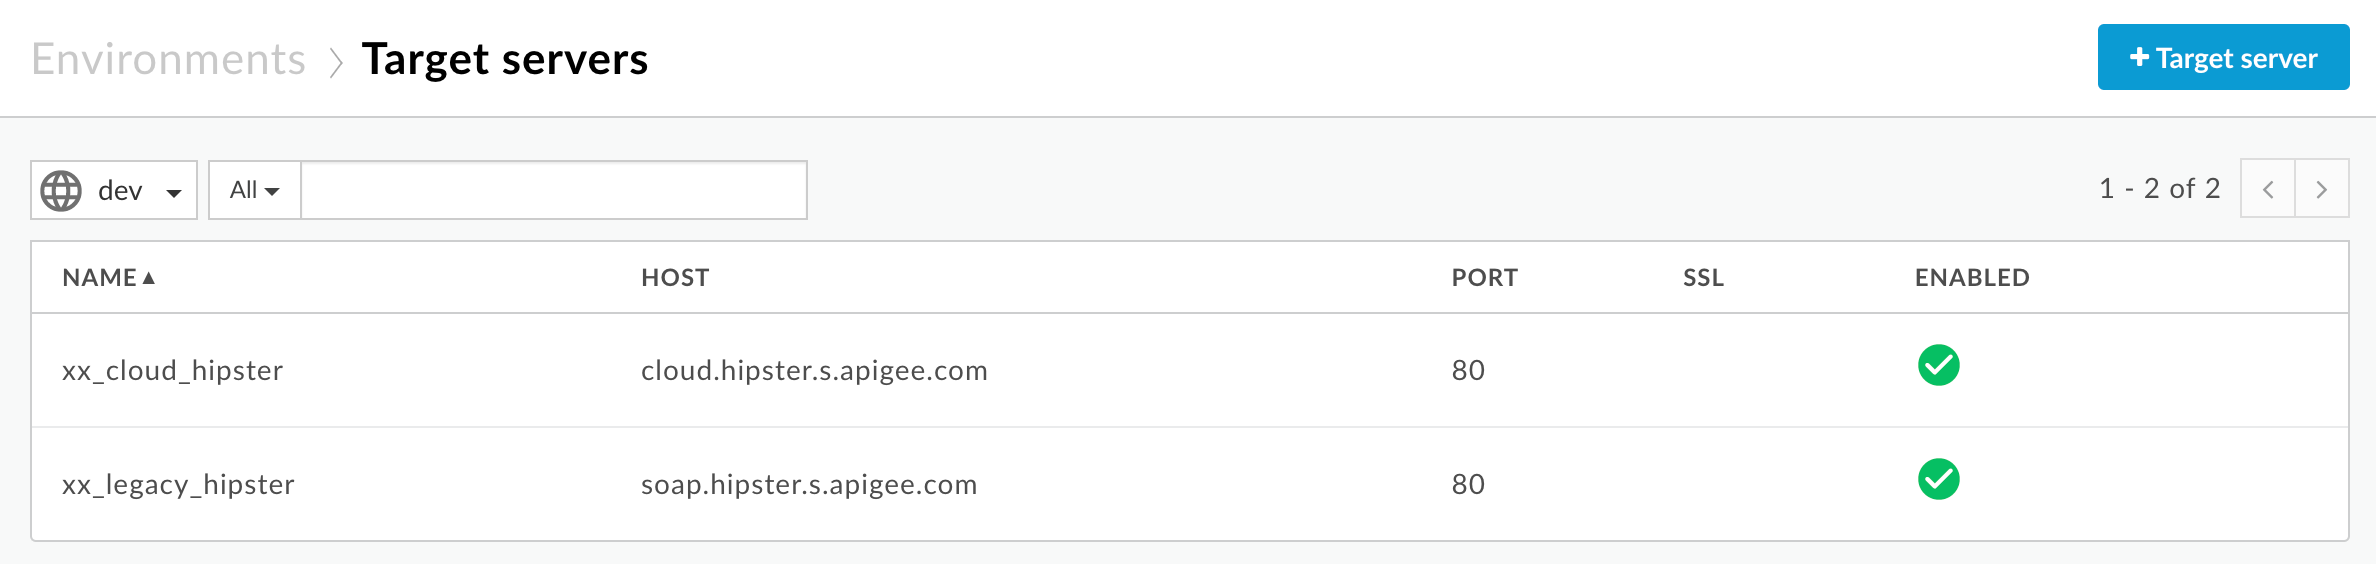 Environments > Target servers
+ Target server
dev
All
1 - 2 of 2
NAME▲ HOST PORT SSL ENABLED
xx_cloud_hipster cloud.hipster.s.apigee.com 80
xx_legacy_hipster soap.hipster.s.apigee.com 80